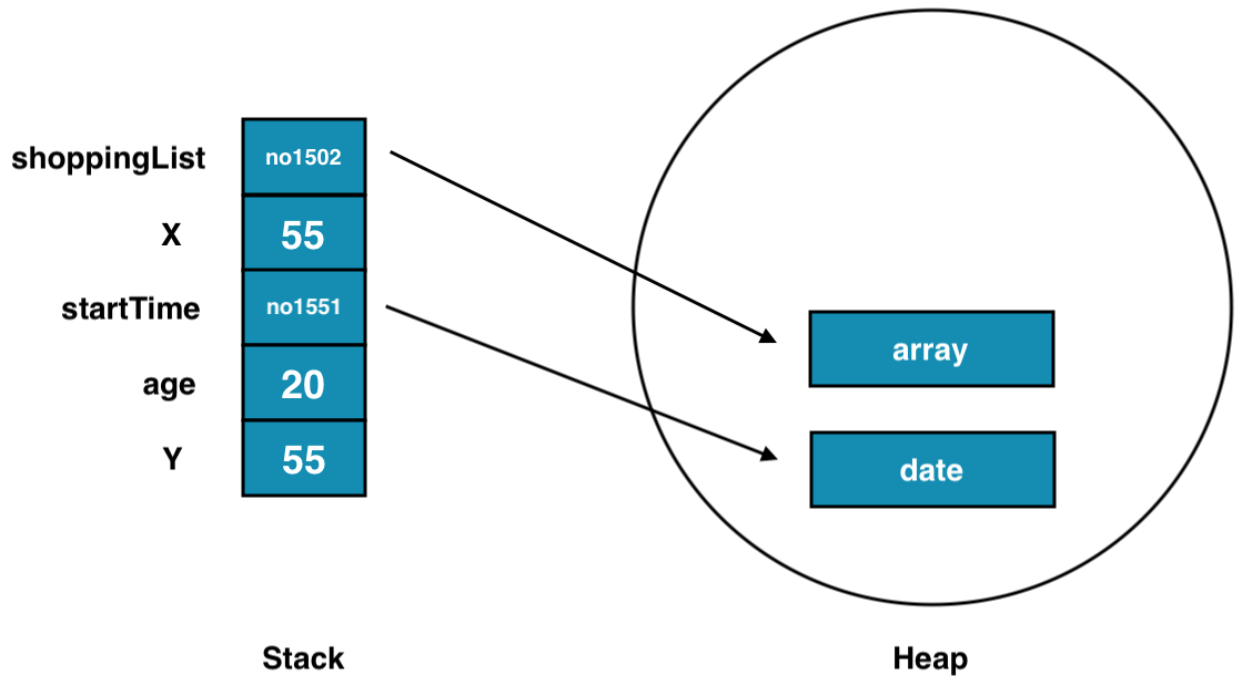 shoppingList no1502
X 55
startTime no1551
age 20
Y 55
array
date
Stack
Heap